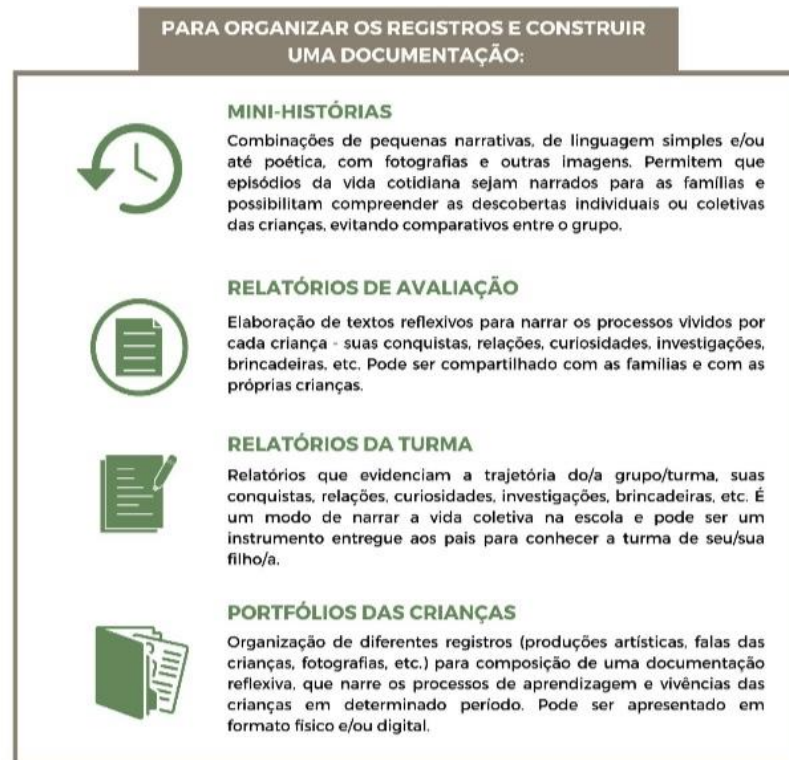 PARA ORGANIZAR OS REGISTROS E CONSTRUIR
UMA DOCUMENTAÇÃO:
MINI-HISTÓRIAS
Combinações de pequenas narrativas, de linguagem simples e/ou
até poética, com fotografias e outras imagens. Permitem que
episódios da vida cotidiana sejam narrados para as famílias e
possibilitam compreender as descobertas individuais ou coletivas
das crianças, evitando comparativos entre o grupo.
RELATÓRIOS DE AVALIAÇÃO
Elaboração de textos reflexivos para narrar os processos vividos por
cada criança - suas conquistas, relações, curiosidades, investigações,
brincadeiras, etc. Pode ser compartilhado com as famílias e com as
próprias crianças.
RELATÓRIOS DA TURMA
Relatórios que evidenciam a trajetória do/a grupo/turma, suas
conquistas, relações, curiosidades, investigações, brincadeiras, etc. É
um modo de narrar a vida coletiva na escola e pode ser um
instrumento entregue aos pais para conhecer a turma de seu/sua
filho/a.
PORTFÓLIOS DAS CRIANÇAS
Organização de diferentes registros (produções artísticas, falas das
crianças, fotografias, etc.) para composição de uma documentação
reflexiva, que narre os processos de aprendizagem e vivências das
crianças em determinado período. Pode ser apresentado em
formato físico e/ou digital.